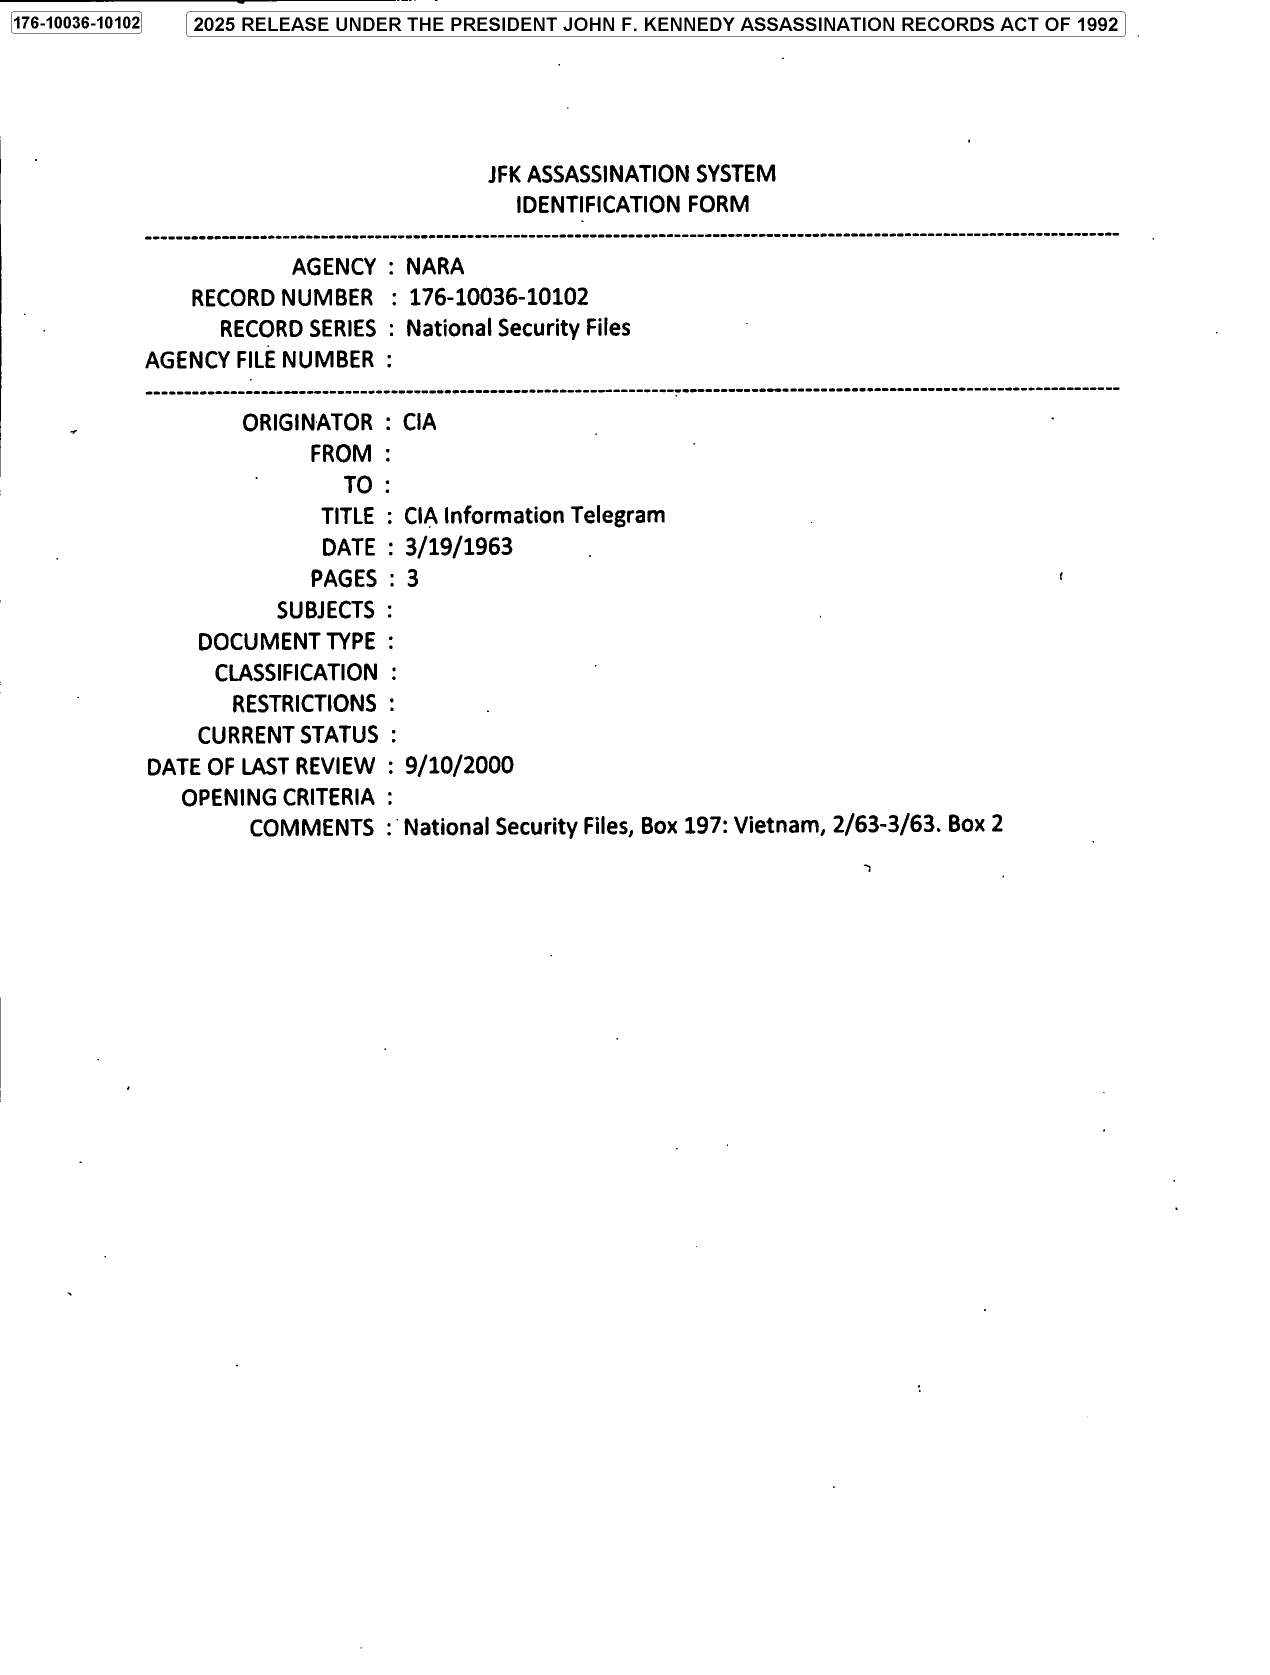 176-10036-10102
2025 RELEASE UNDER THE PRESIDENT JOHN F. KENNEDY ASSASSINATION RECORDS ACT OF 1992
JFK ASSASSINATION SYSTEM
IDENTIFICATION FORM
AGENCY : NARA
RECORD NUMBER : 176-10036-10102
RECORD SERIES : National Security Files
AGENCY FILE NUMBER :
ORIGINATOR : CIA
FROM :
TO :
TITLE : CIA Information Telegram
DATE : 3/19/1963
PAGES : 3
SUBJECTS :
DOCUMENT TYPE :
CLASSIFICATION :
RESTRICTIONS :
CURRENT STATUS :
DATE OF LAST REVIEW : 9/10/2000
OPENING CRITERIA :
COMMENTS : National Security Files, Box 197: Vietnam, 2/63-3/63. Box 2